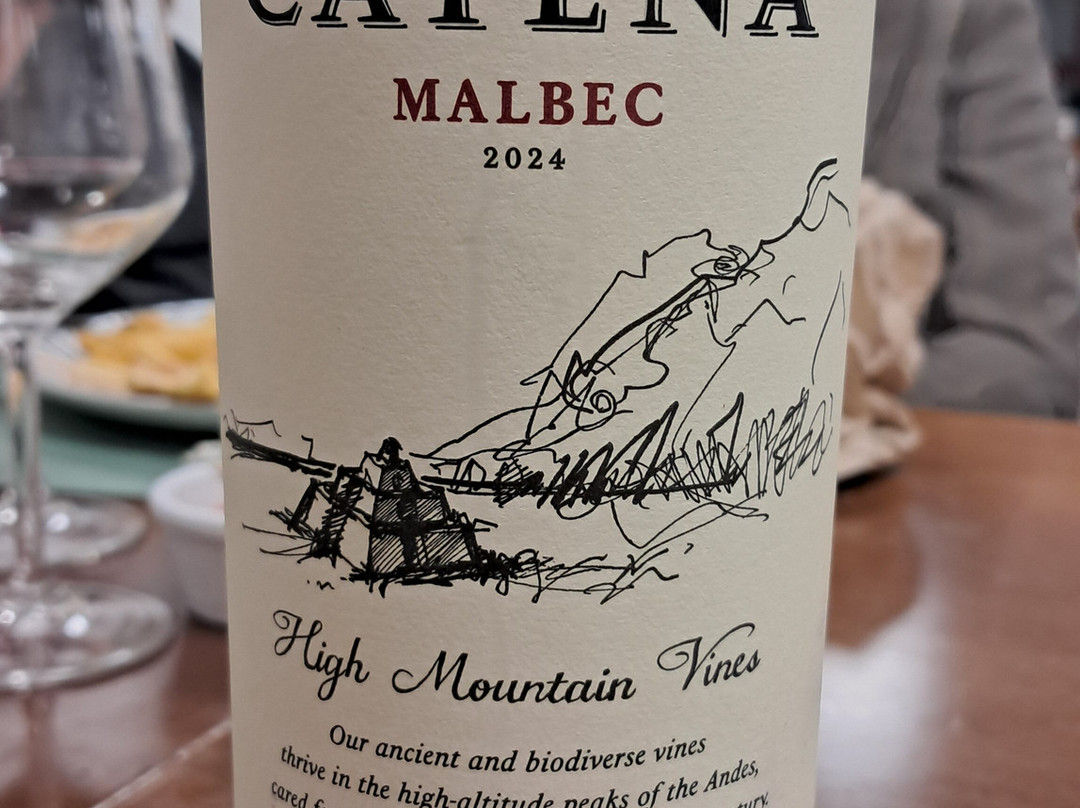 CATENA
MALBEC
2024
High Mountain Vines
Our ancient and biodiverse vines
thrive in the high-altitude peaks of the Andes,
cared